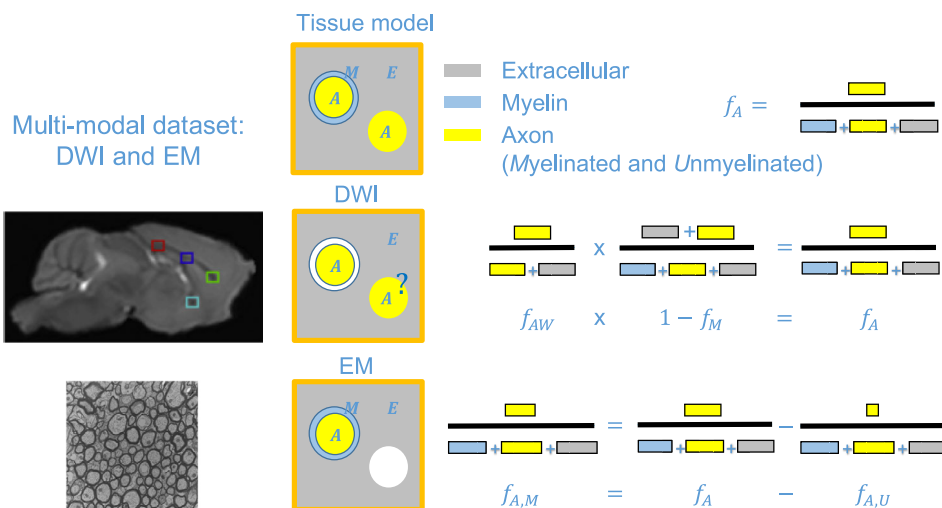 Tissue model
M E
A
A
Extracellular
Myelin
Axon
(Myelinated and Unmyelinated)
f_A =
+ +
Multi-modal dataset:
DWI and EM
DWI
E
A
A ?
+
x =
+ + + + +
f_AW x 1 − f_M = f_A
EM
M E
A
= −
+ + + + + +
f_A,M = f_A − f_A,U